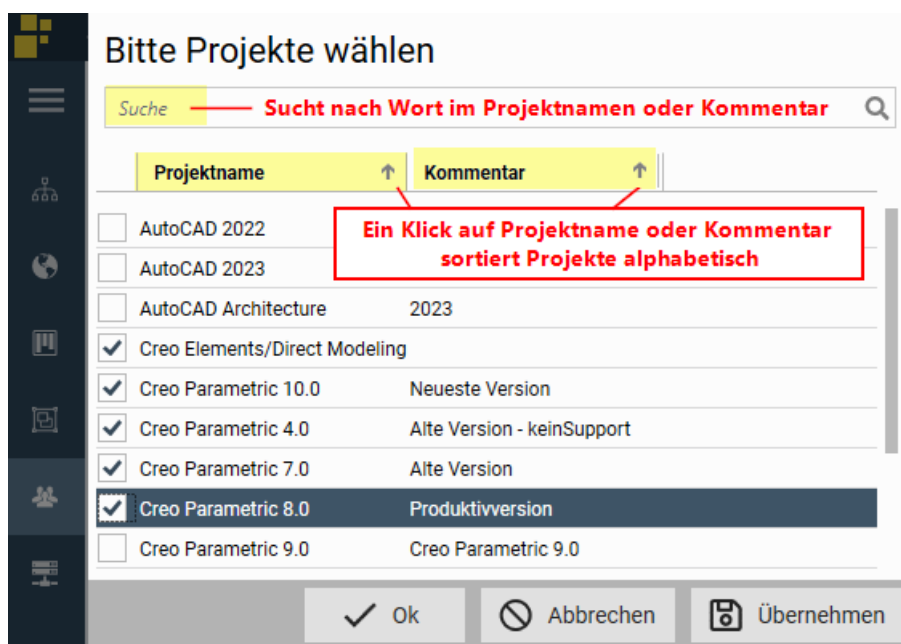 Bitte Projekte wählen
Suche Sucht nach Wort im Projektnamen oder Kommentar
Projektname Kommentar
Ein Klick auf Projektname oder Kommentar
sortiert Projekte alphabetisch
AutoCAD 2022
AutoCAD 2023
AutoCAD Architecture 2023
Creo Elements/Direct Modeling
Creo Parametric 10.0 Neueste Version
Creo Parametric 4.0 Alte Version - keinSupport
Creo Parametric 7.0 Alte Version
Creo Parametric 8.0 Produktivversion
Creo Parametric 9.0 Creo Parametric 9.0
Ok Abbrechen Übernehmen